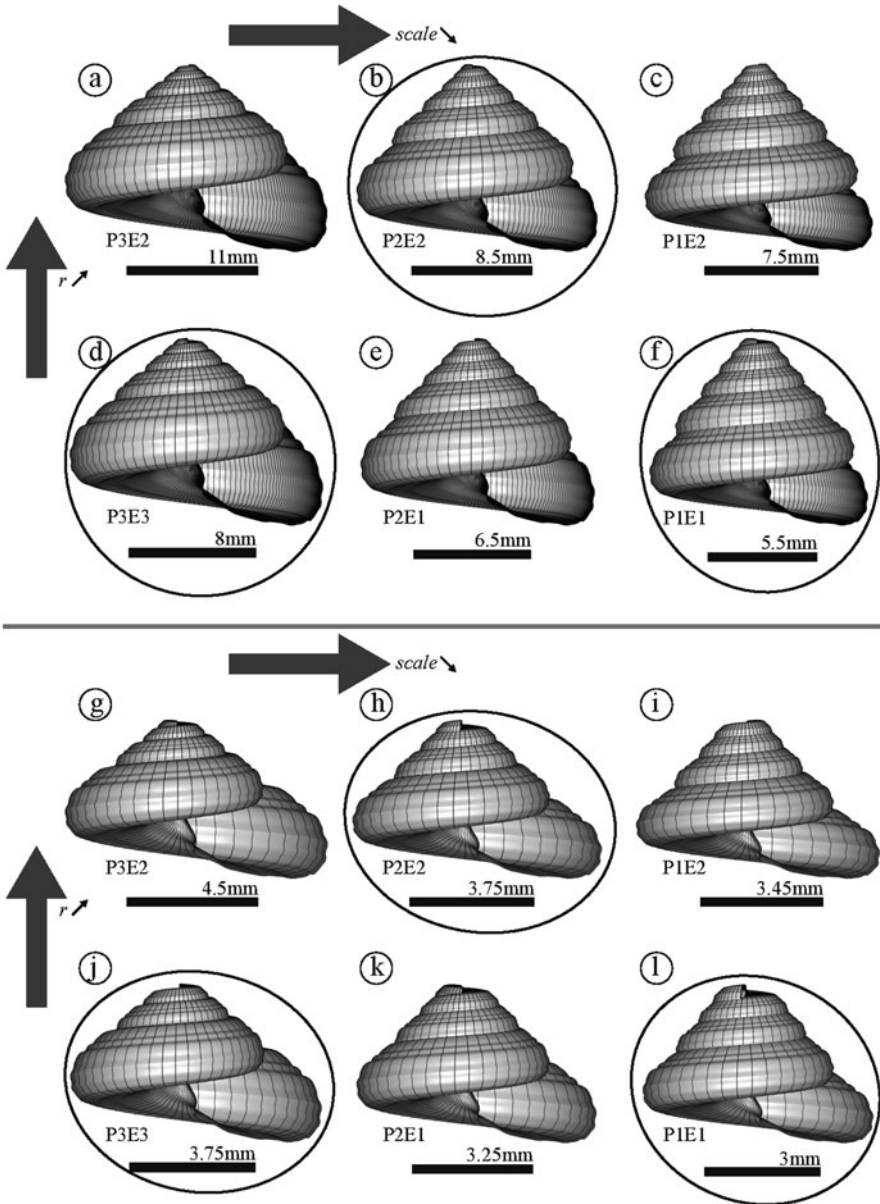 scale ↘
a
b
c
P3E2
P2E2
P1E2
11mm
8.5mm
7.5mm
r ↗
d
e
f
P3E3
P2E1
P1E1
8mm
6.5mm
5.5mm
scale ↘
g
h
i
P3E2
P2E2
P1E2
4.5mm
3.75mm
3.45mm
r ↗
j
k
l
P3E3
P2E1
P1E1
3.75mm
3.25mm
3mm